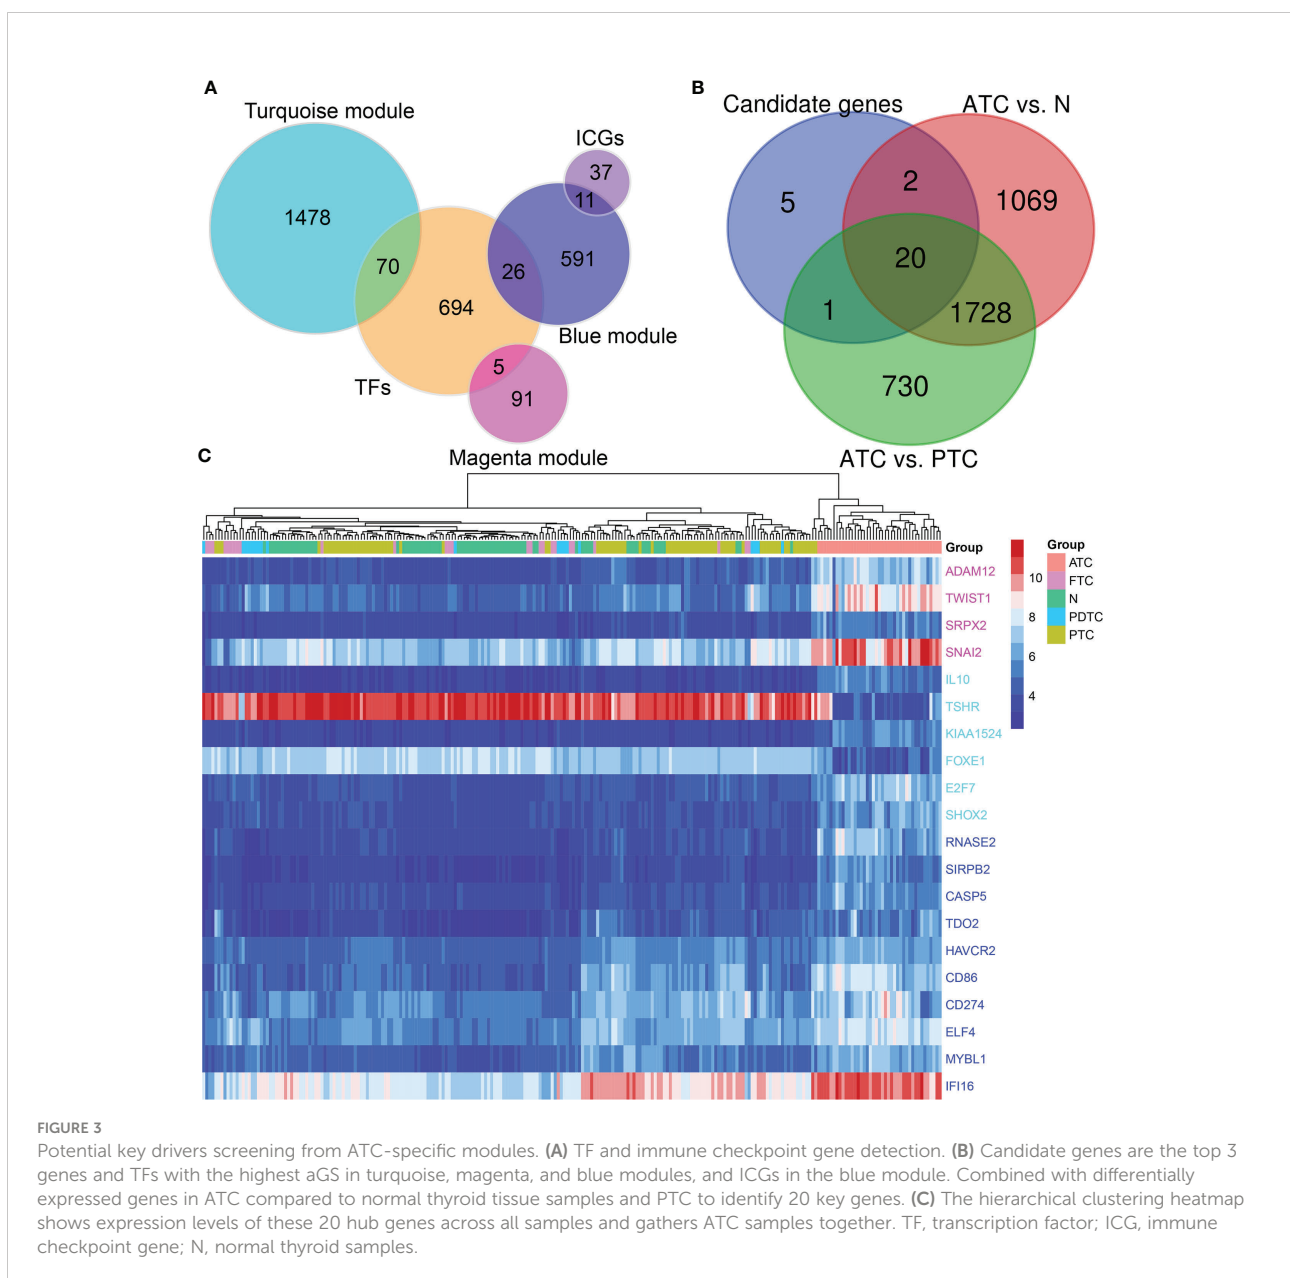 A
Turquoise module
ICGs
37
11
1478
70
26
591
694
Blue module
TFs
5
91
Magenta module
B
Candidate genes
ATC vs. N
2
5
1069
20
1
1728
730
ATC vs. PTC
C
Group
ADAM12
TWIST1
SRPX2
SNAI2
IL10
TSHR
KIAA1524
FOXE1
E2F7
SHOX2
RNASE2
SIRPB2
CASP5
TDO2
HAVCR2
CD86
CD274
ELF4
MYBL1
IFI16
10
8
6
4
Group
ATC
FTC
N
PDTC
PTC
FIGURE 3
Potential key drivers screening from ATC-specific modules. (A) TF and immune checkpoint gene detection. (B) Candidate genes are the top 3
genes and TFs with the highest aGS in turquoise, magenta, and blue modules, and ICGs in the blue module. Combined with differentially
expressed genes in ATC compared to normal thyroid tissue samples and PTC to identify 20 key genes. (C) The hierarchical clustering heatmap
shows expression levels of these 20 hub genes across all samples and gathers ATC samples together. TF, transcription factor; ICG, immune
checkpoint gene; N, normal thyroid samples.